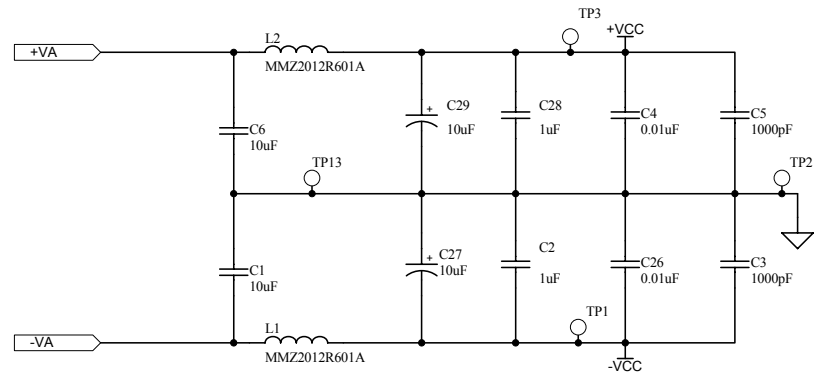 TP3
+VA
L2
+VCC
MMZ2012R601A
C6
10uF
+
C29
10uF
C28
1uF
C4
0.01uF
C5
1000pF
TP13
TP2
C1
10uF
+
C27
10uF
C2
1uF
C26
0.01uF
C3
1000pF
TP1
-VA
L1
MMZ2012R601A
-VCC